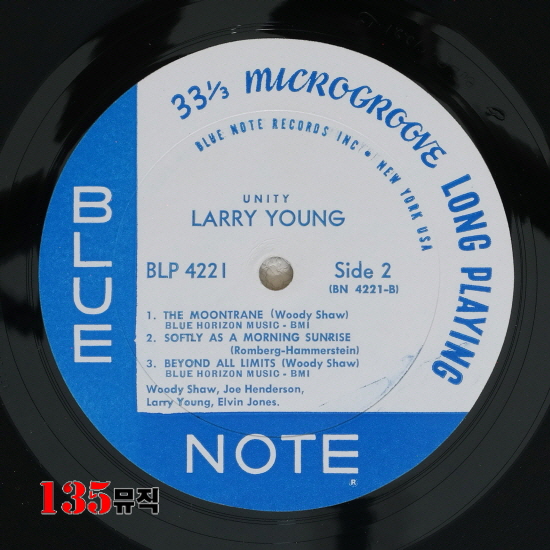 33⅓ MICROGROOVE LONG PLAYING
BLUE NOTE RECORDS INC • NEW YORK USA
UNITY
LARRY YOUNG
BLP 4221
Side 2
(BN 4221-B)
1. THE MOONTRANE (Woody Shaw)
BLUE HORIZON MUSIC - BMI
2. SOFTLY AS A MORNING SUNRISE
(Romberg-Hammerstein)
3. BEYOND ALL LIMITS (Woody Shaw)
BLUE HORIZON MUSIC - BMI
Woody Shaw, Joe Henderson,
Larry Young, Elvin Jones.
BLUE
NOTE
®
135뮤직